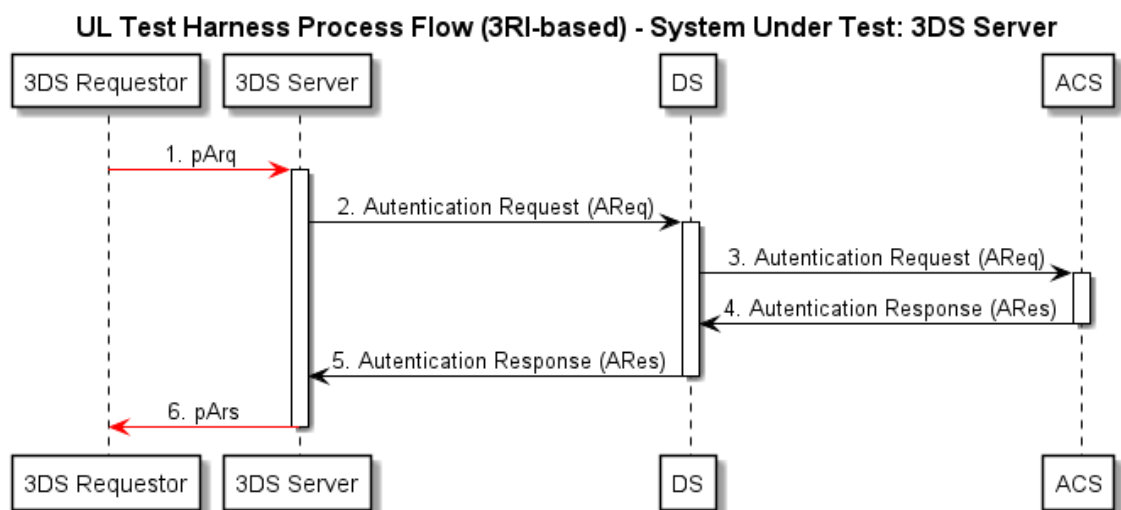 UL Test Harness Process Flow (3RI-based) - System Under Test: 3DS Server
3DS Requestor 3DS Server DS ACS
1. pArq
2. Autentication Request (AReq)
3. Autentication Request (AReq)
4. Autentication Response (ARes)
5. Autentication Response (ARes)
6. pArs
3DS Requestor 3DS Server DS ACS